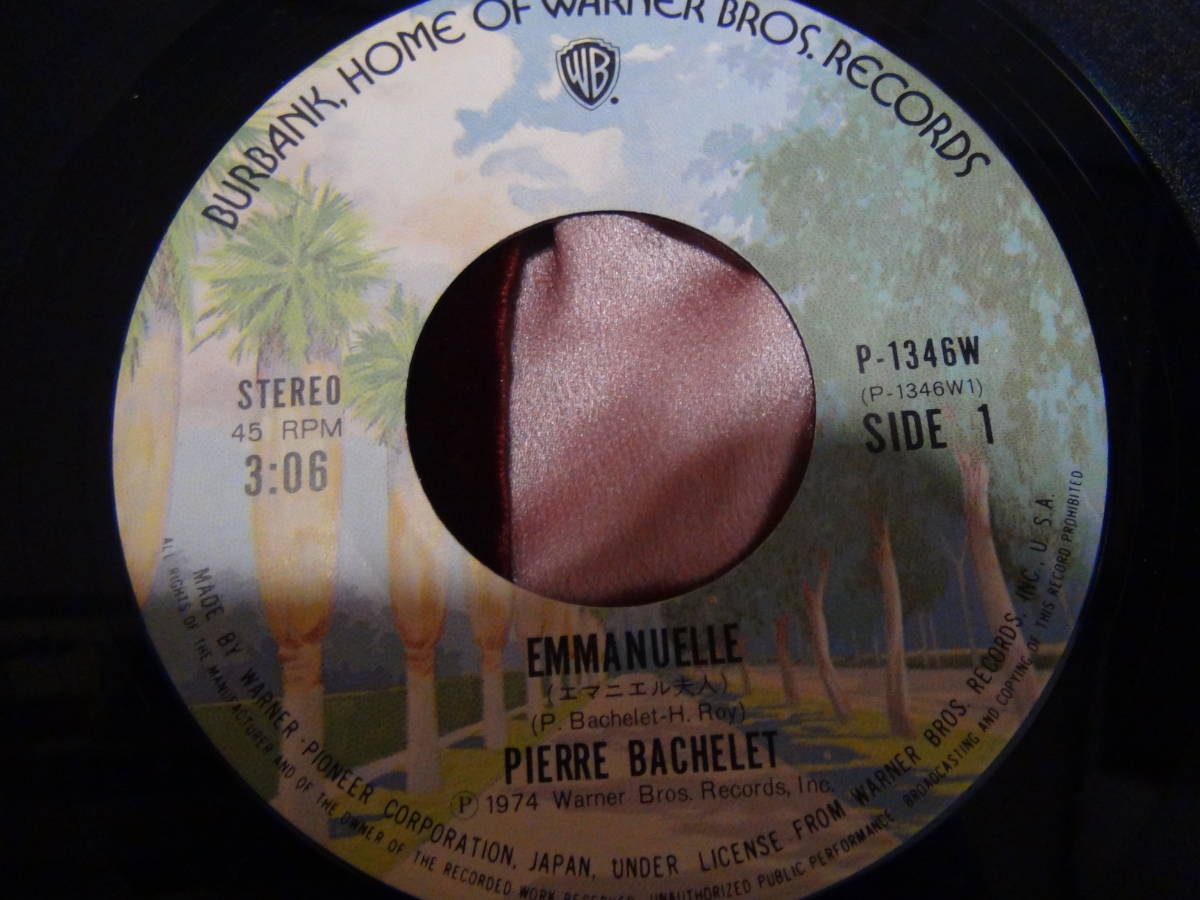 BURBANK, HOME OF WARNER BROS. RECORDS
WB
STEREO
45 RPM
3:06
P-1346W
(P-1346W1)
SIDE 1
EMMANUELLE
(エマニエル夫人)
(P. Bachelet-H. Roy)
PIERRE BACHELET
Ⓟ 1974 Warner Bros. Records, Inc.
MADE BY WARNER-PIONEER CORPORATION, JAPAN, UNDER LICENSE FROM WARNER BROS. RECORDS. INC., U.S.A.
ALL RIGHTS OF THE MANUFACTURER AND OF THE OWNER OF THE RECORDED WORK RESERVED. UNAUTHORIZED PUBLIC PERFORMANCE BROADCASTING AND COPYING OF THIS RECORD PROHIBITED